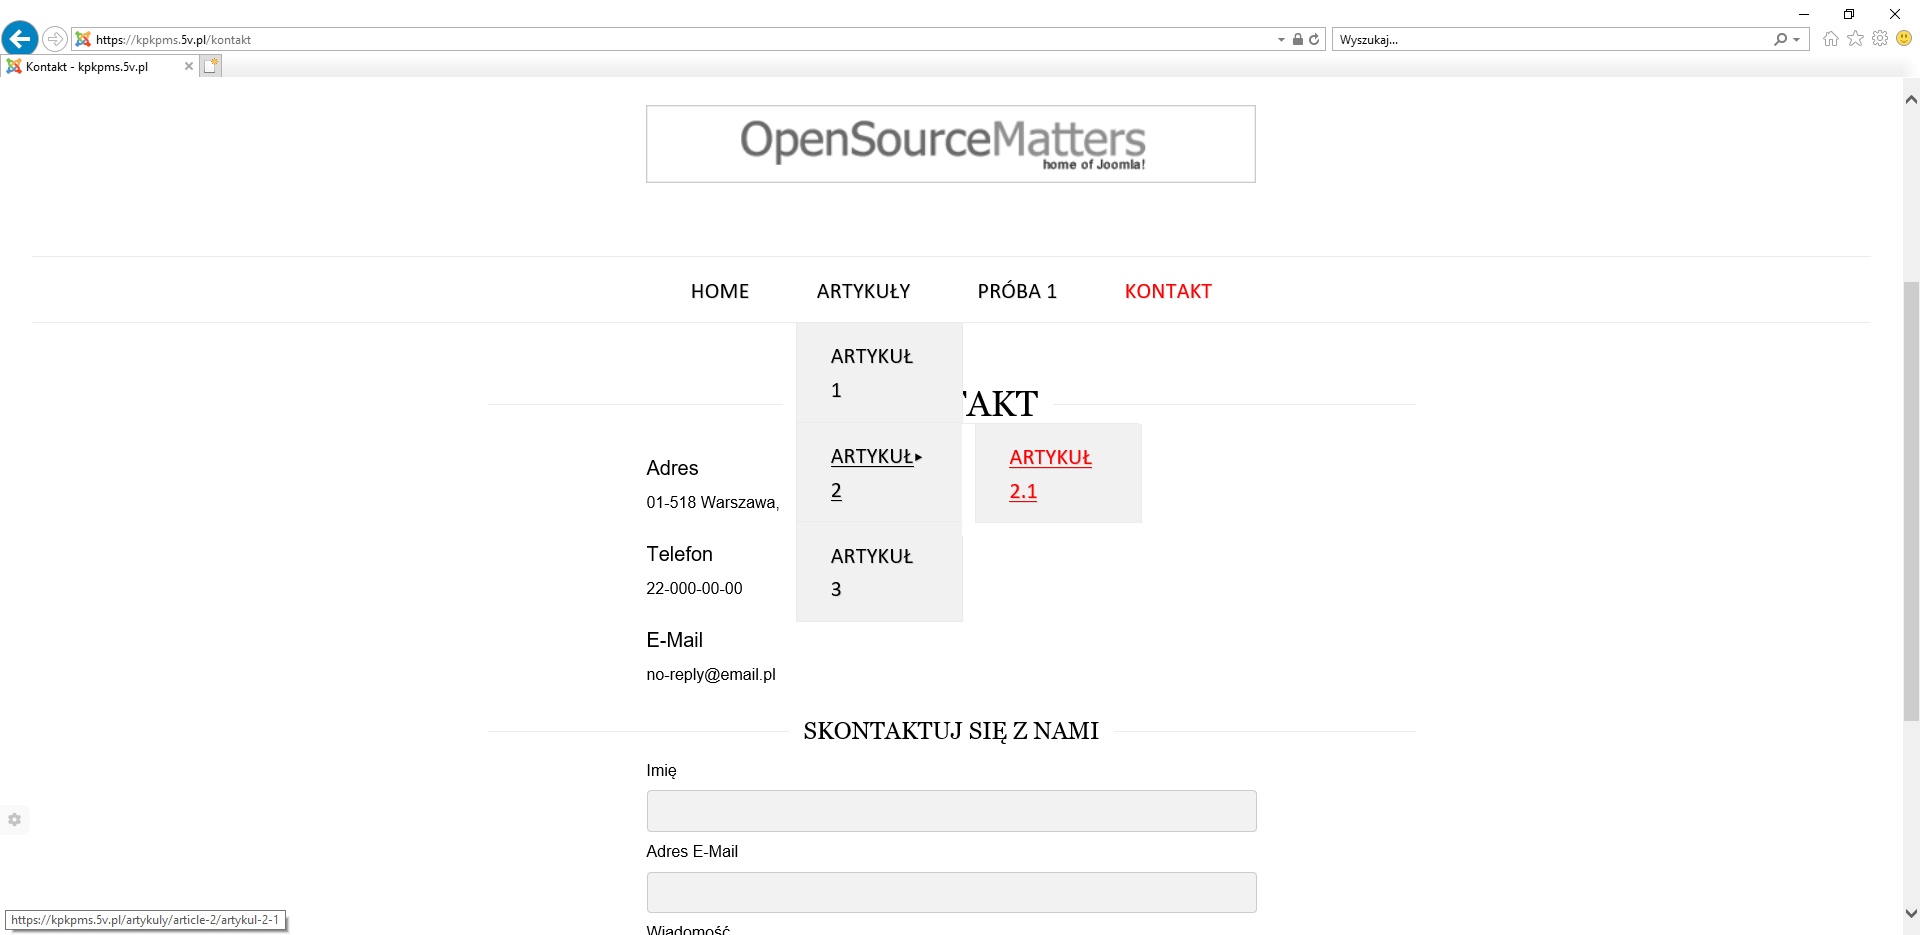 https://kpkpms.5v.pl/kontakt
Wyszukaj...
Kontakt - kpkpms.5v.pl
OpenSourceMatters
home of Joomla!
HOME ARTYKUŁY PRÓBA 1 KONTAKT
ARTYKUŁ
1
TAKT
ARTYKUŁ
2
ARTYKUŁ
2.1
ARTYKUŁ
3
Adres
01-518 Warszawa,
Telefon
22-000-00-00
E-Mail
no-reply@email.pl
SKONTAKTUJ SIĘ Z NAMI
Imię
Adres E-Mail
Wiadomość
https://kpkpms.5v.pl/artykuly/article-2/artykul-2-1